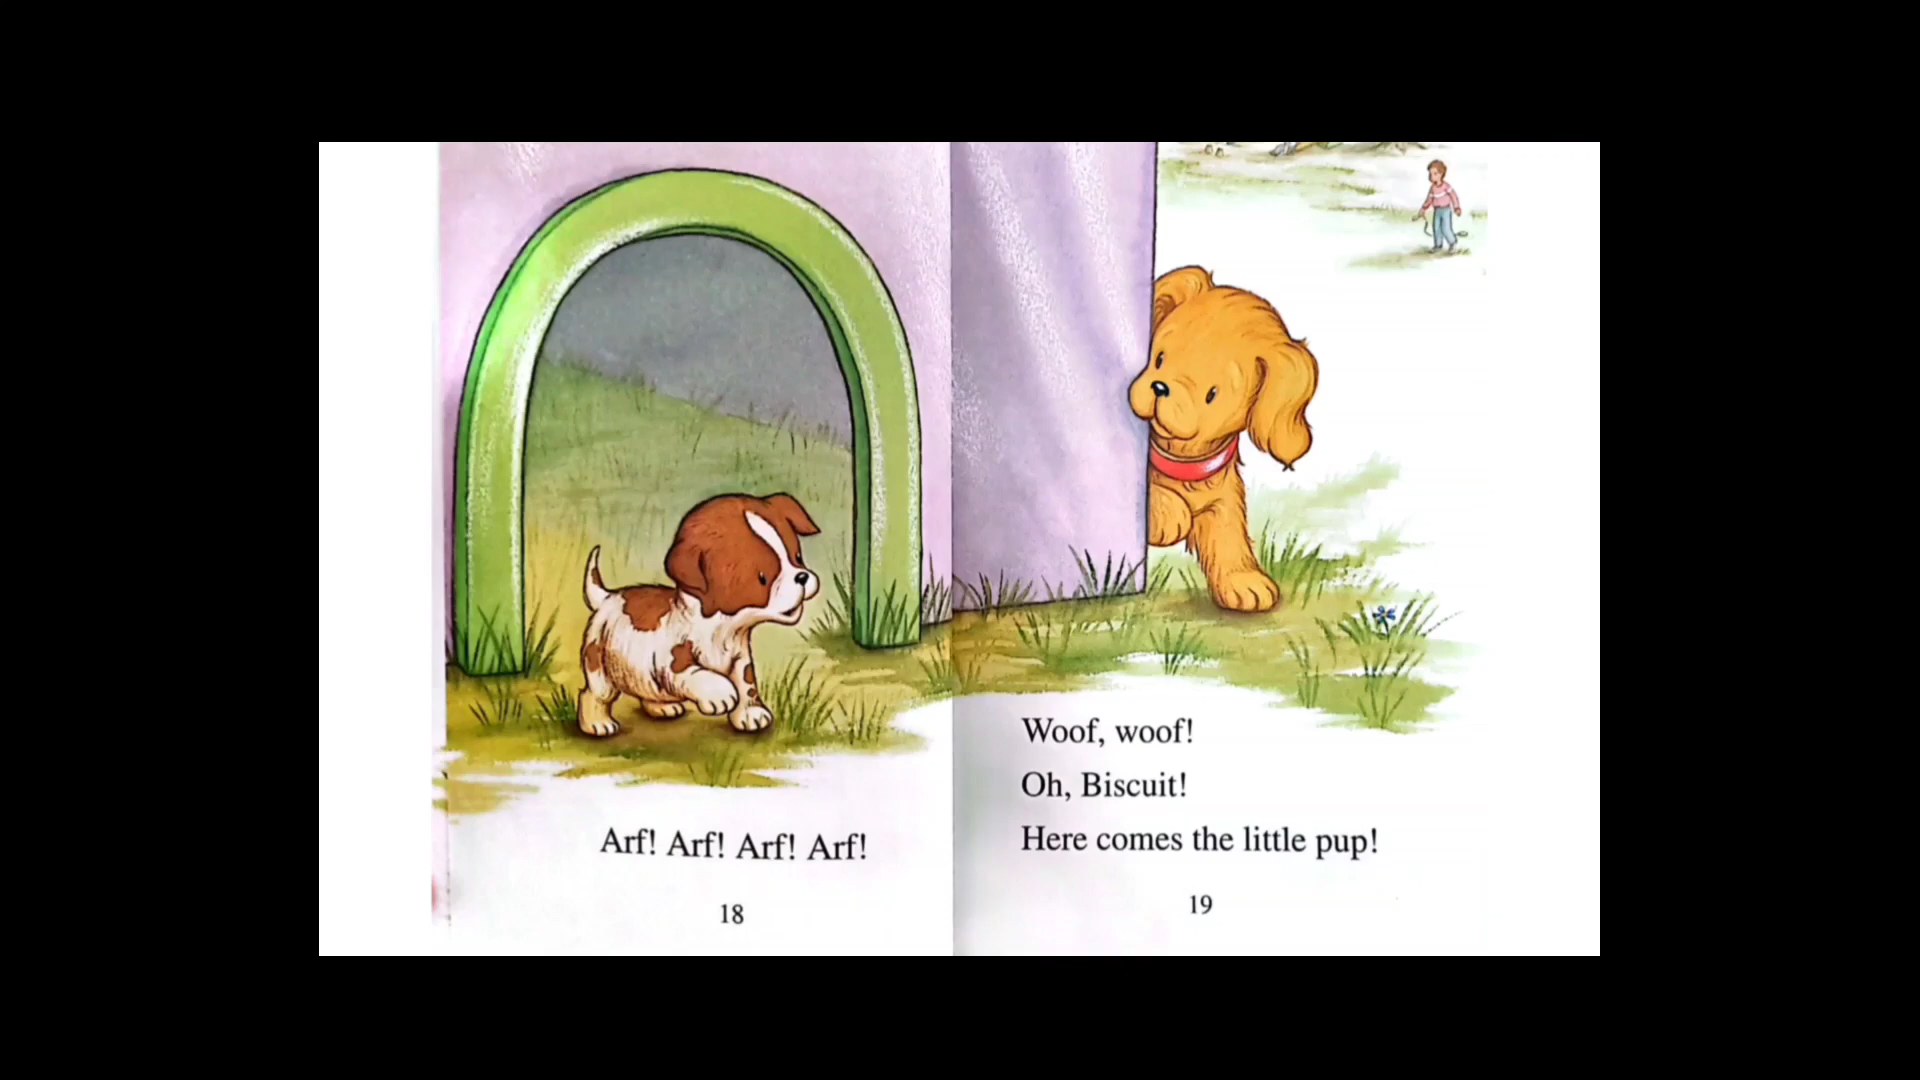 Arf! Arf! Arf! Arf!
18
Woof, woof!
Oh, Biscuit!
Here comes the little pup!
19